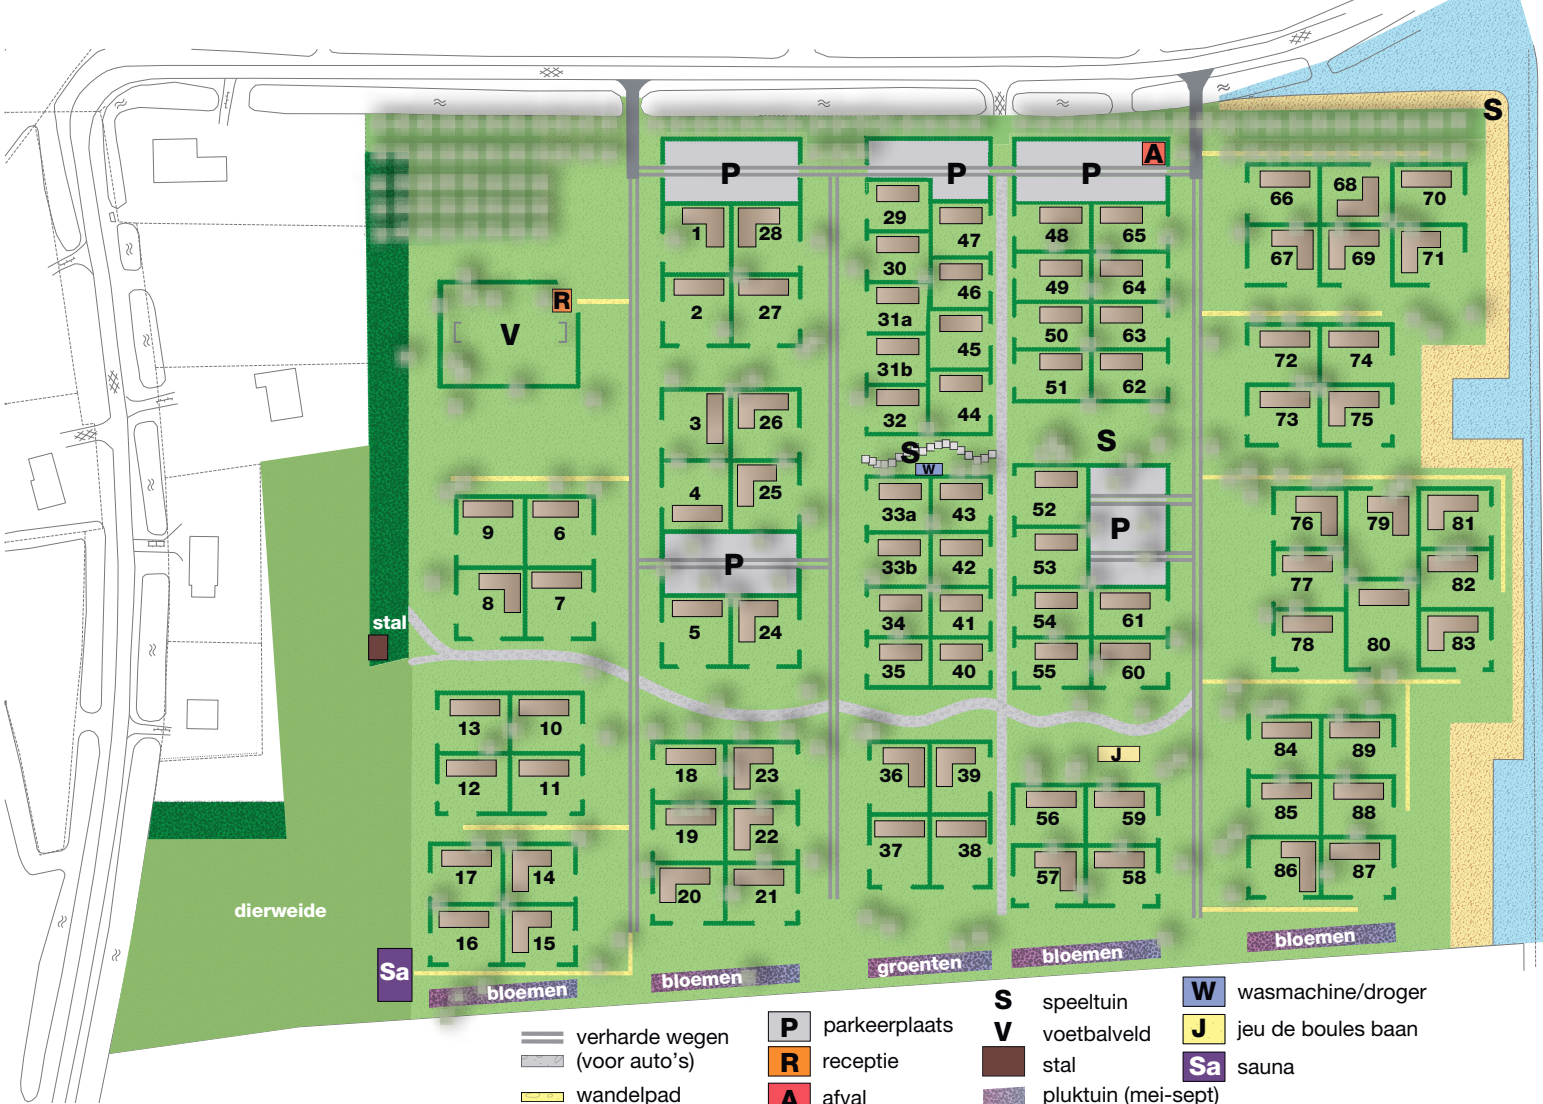 S
P P P A
66 68 70
1 28 29 47 48 65
67 69 71
30 46 49 64
R
2 27 31a 50 63
V
45 72 74
31b 51 62
3 26 32 44 73 75
S S S
W
4 25 52
9 6 33a 43 P 76 79 81
P 33b 42 53 77 82
8 7
stal 5 24 34 41 54 61 78 80 83
35 40 55 60
13 10 84 89
J
18 23 36 39
12 11 56 59 85 88
19 22 37 38
17 14 57 58 86 87
20 21
dierweide
16 15
Sa
bloemen bloemen groenten bloemen bloemen
verharde wegen
(voor auto's)
wandelpad
P parkeerplaats
R receptie
A afval
S speeltuin
V voetbalveld
stal
pluktuin (mei-sept)
W wasmachine/droger
J jeu de boules baan
Sa sauna